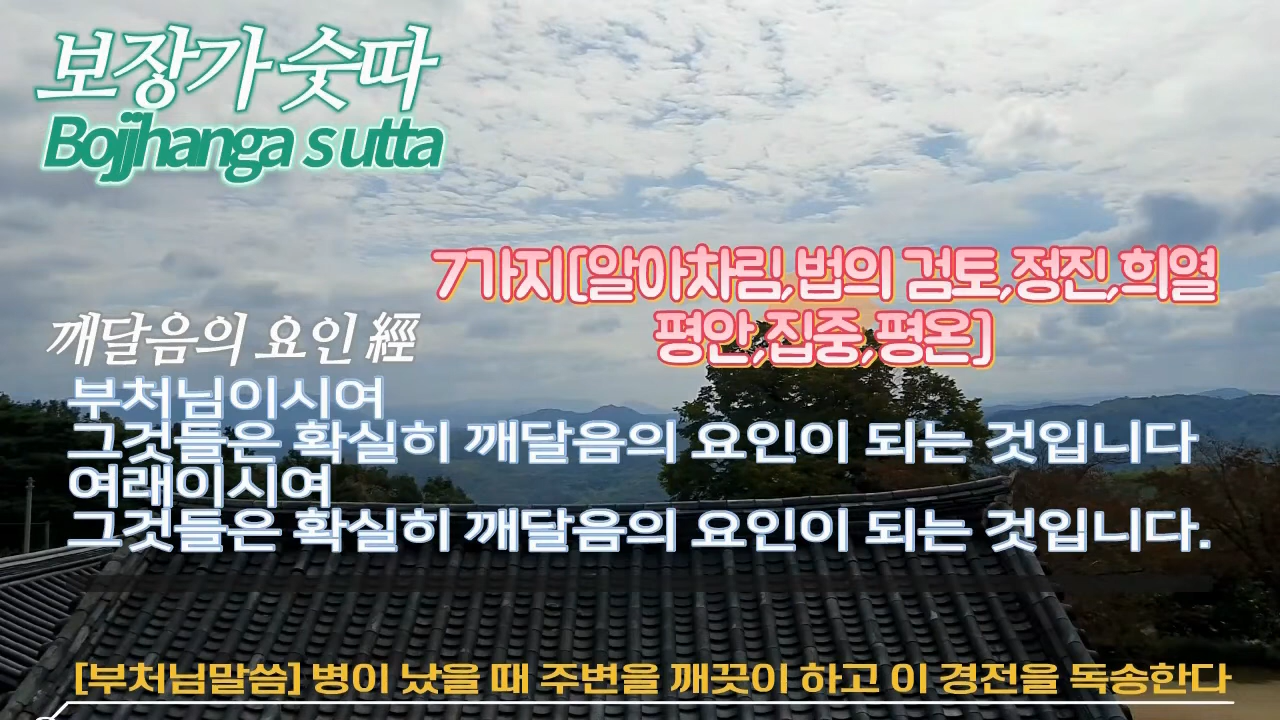 보장가 숫따
Bojjhanga sutta
7가지[알아차림,법의 검토,정진,희열
평안,집중,평온]
깨달음의 요인 經
부처님이시여
그것들은 확실히 깨달음의 요인이 되는 것입니다
여래이시여
그것들은 확실히 깨달음의 요인이 되는 것입니다.
[부처님말씀] 병이 났을 때 주변을 깨끗이 하고 이 경전을 독송한다